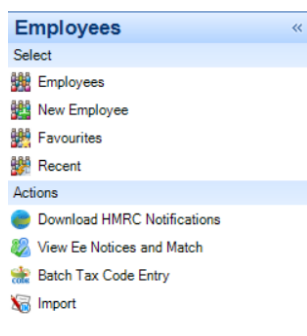 Employees «
Select
Employees
New Employee
Favourites
Recent
Actions
Download HMRC Notifications
View Ee Notices and Match
CODE Batch Tax Code Entry
Import